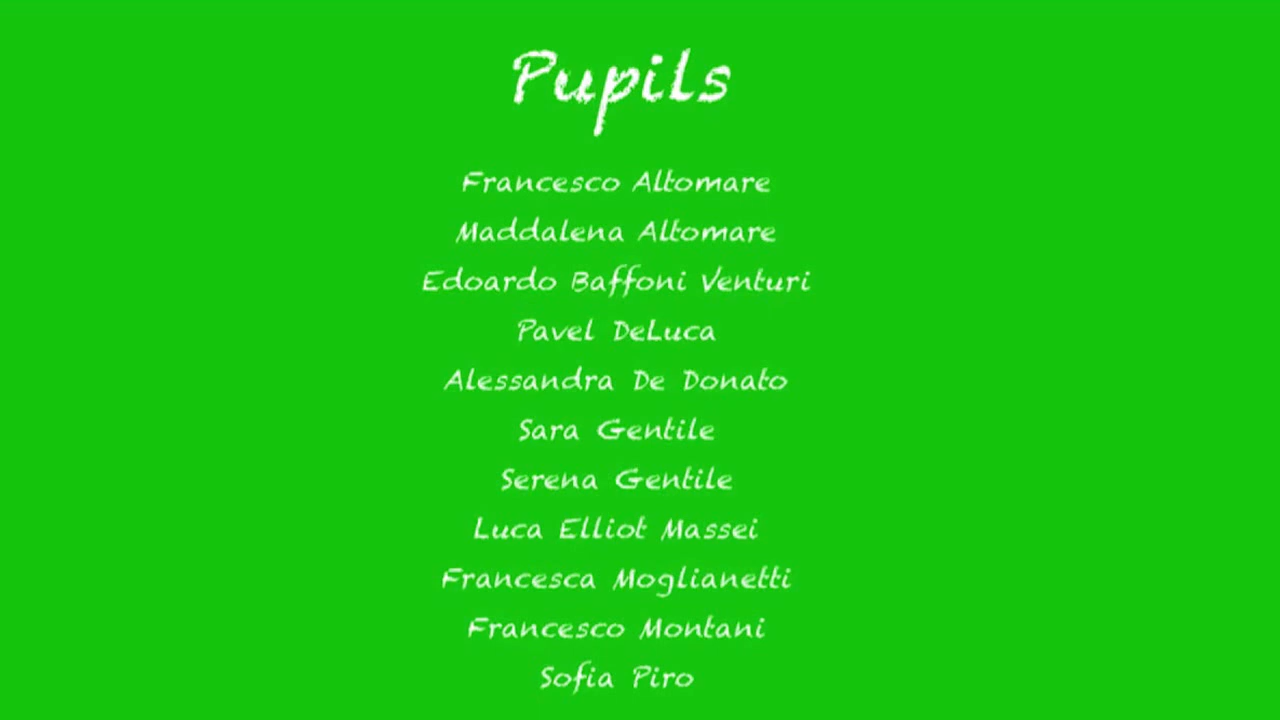 Pupils
Francesco Altomare
Maddalena Altomare
Edoardo Baffoni Venturi
Pavel DeLuca
Alessandra De Donato
Sara Gentile
Serena Gentile
Luca Elliot Massei
Francesca Moglianetti
Francesco Montani
Sofia Piro